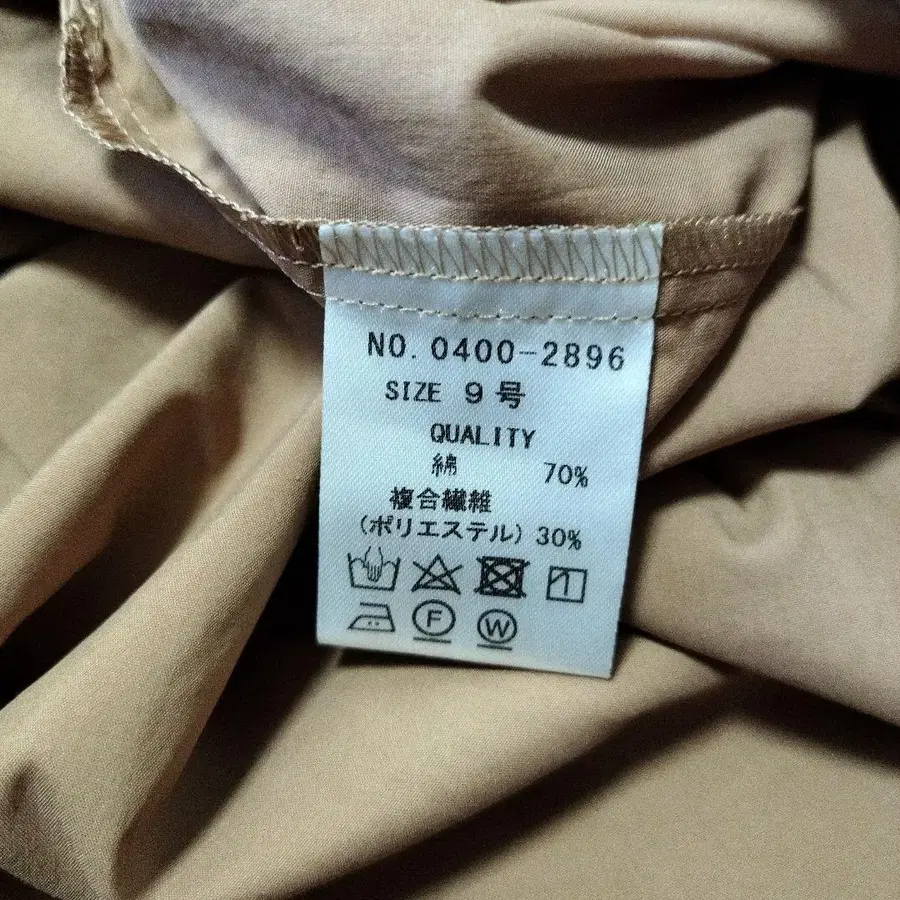 NO. 0400-2896
SIZE 9号
QUALITY
綿 70%
複合繊維
(ポリエステル) 30%
F W